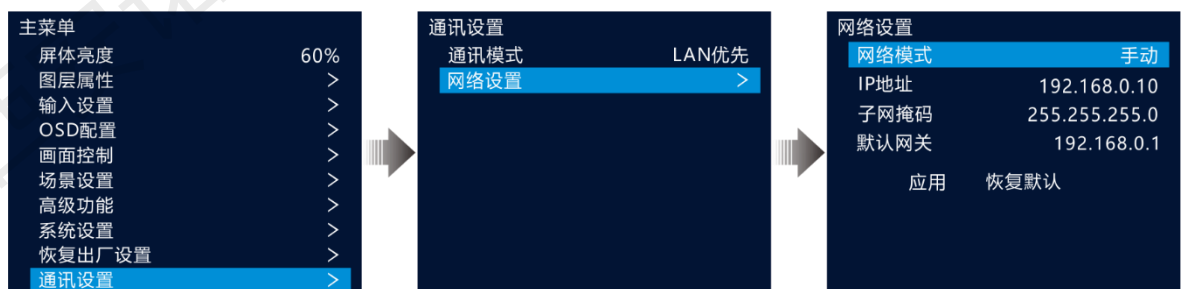 主菜单
屏体亮度 60%
图层属性 >
输入设置 >
OSD配置 >
画面控制 >
场景设置 >
高级功能 >
系统设置 >
恢复出厂设置 >
通讯设置 >
通讯设置
通讯模式 LAN优先
网络设置 >
网络设置
网络模式 手动
IP地址 192.168.0.10
子网掩码 255.255.255.0
默认网关 192.168.0.1
应用 恢复默认